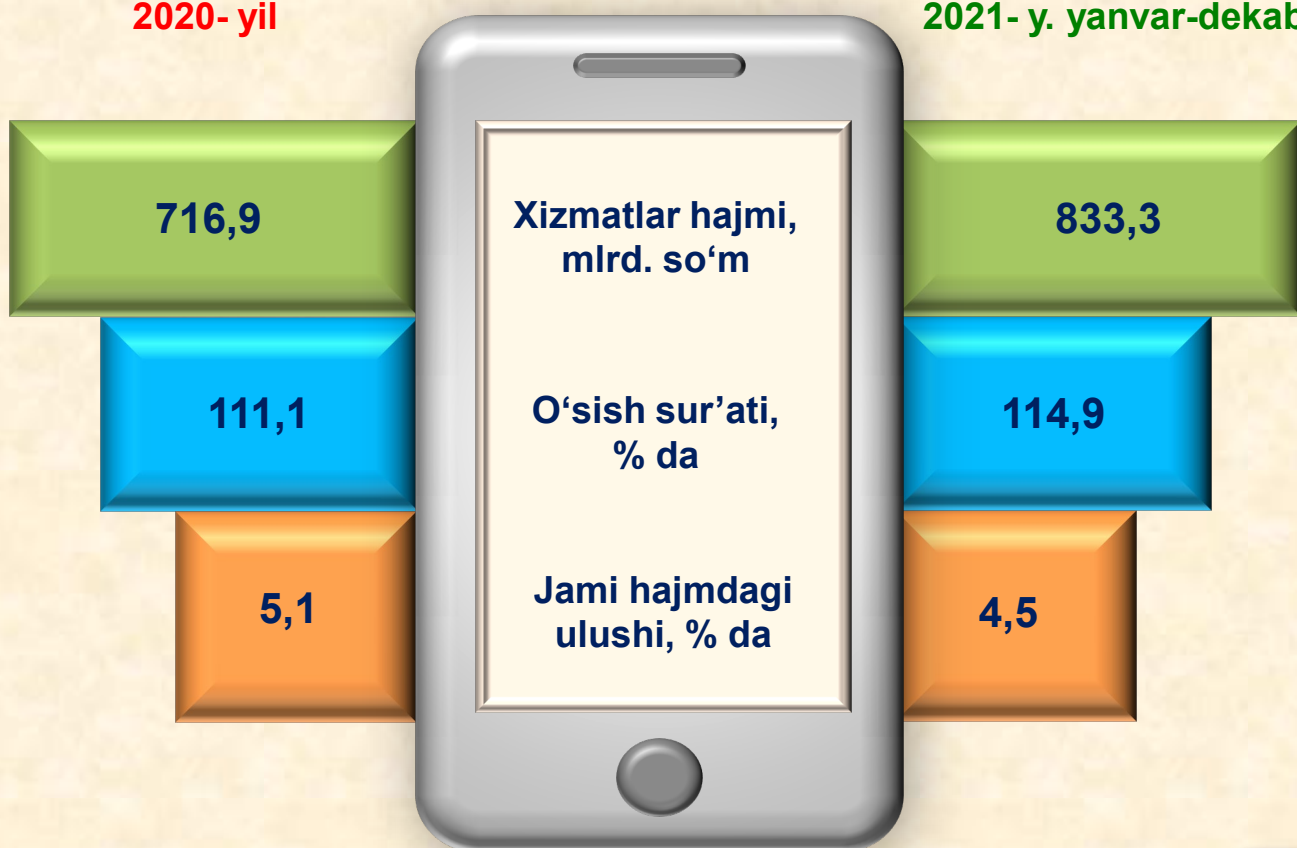 2020- yil
2021- y. yanvar-dekab
716,9
Xizmatlar hajmi,
mlrd. so‘m
833,3
111,1
O‘sish sur’ati,
% da
114,9
5,1
Jami hajmdagi
ulushi, % da
4,5